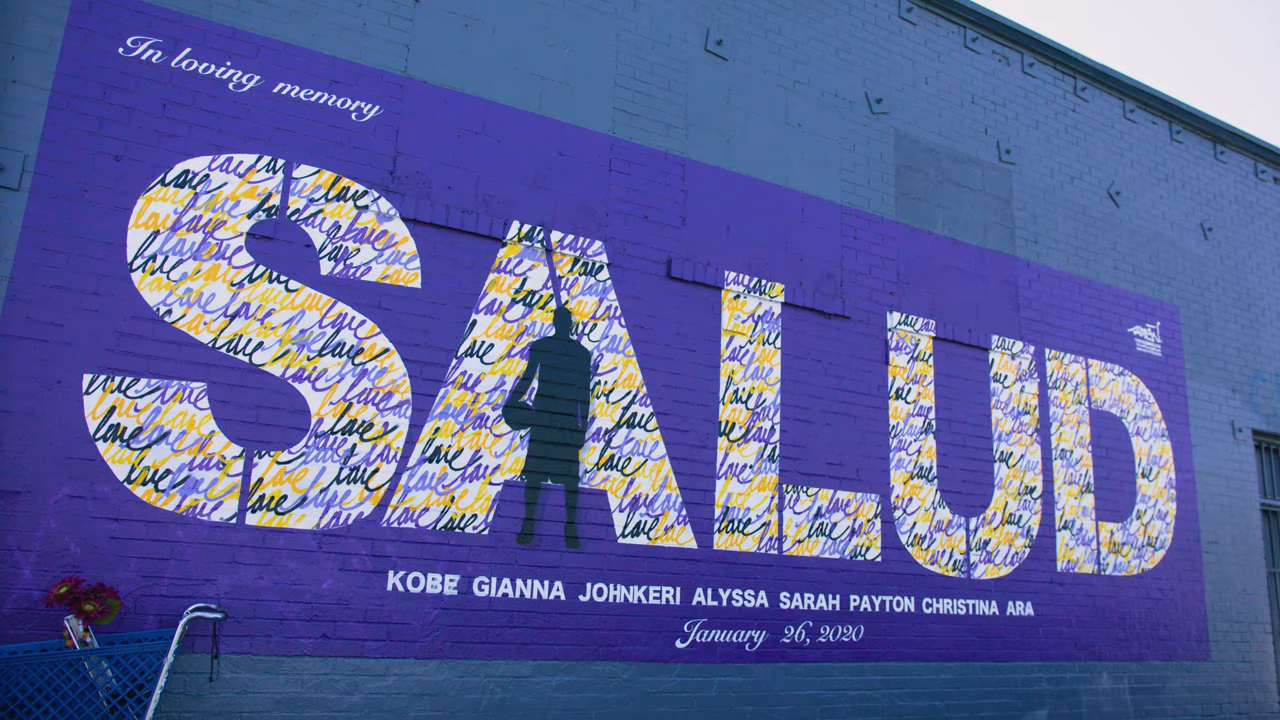 In loving memory
SALUD
KOBE GIANNA JOHNKERI ALYSSA SARAH PAYTON CHRISTINA ARA
January 26, 2020